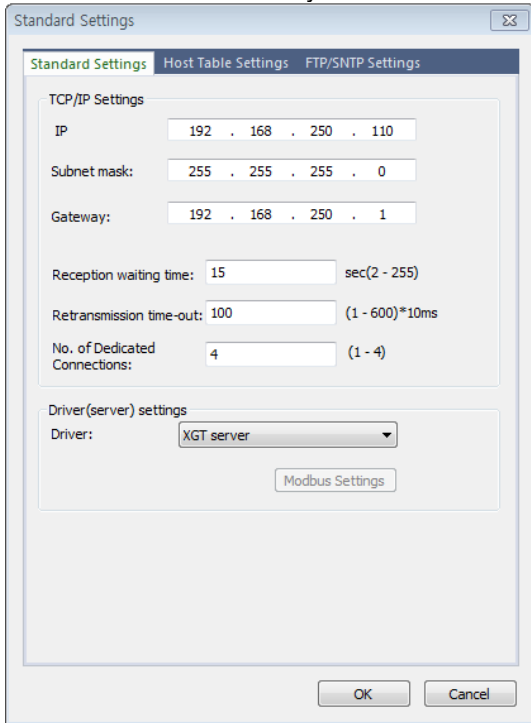 Standard Settings
Standard Settings Host Table Settings FTP/SNTP Settings
TCP/IP Settings
IP 192 . 168 . 250 . 110
Subnet mask: 255 . 255 . 255 . 0
Gateway: 192 . 168 . 250 . 1
Reception waiting time: 15 sec(2 - 255)
Retransmission time-out: 100 (1 - 600)*10ms
No. of Dedicated
Connections: 4 (1 - 4)
Driver(server) settings
Driver: XGT server
Modbus Settings
OK Cancel